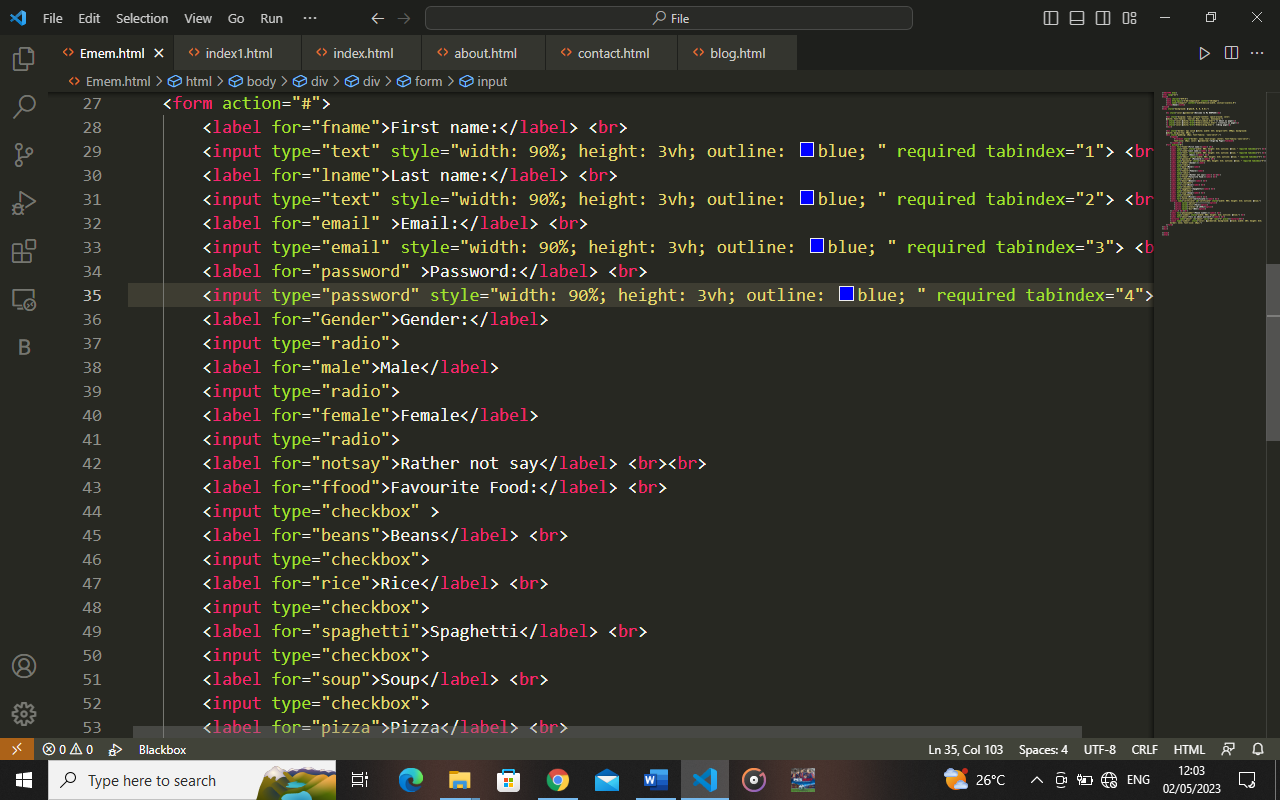 File Edit Selection View Go Run ··· File
Emem.html index1.html index.html about.html contact.html blog.html
Emem.html > html > body > div > div > form > input
27 <form action="#">
28 <label for="fname">First name:</label> <br>
29 <input type="text" style="width: 90%; height: 3vh; outline: blue; " required tabindex="1"> <br
30 <label for="lname">Last name:</label> <br>
31 <input type="text" style="width: 90%; height: 3vh; outline: blue; " required tabindex="2"> <br
32 <label for="email" >Email:</label> <br>
33 <input type="email" style="width: 90%; height: 3vh; outline: blue; " required tabindex="3"> <b
34 <label for="password" >Password:</label> <br>
35 <input type="password" style="width: 90%; height: 3vh; outline: blue; " required tabindex="4">
36 <label for="Gender">Gender:</label>
37 <input type="radio">
38 <label for="male">Male</label>
39 <input type="radio">
40 <label for="female">Female</label>
41 <input type="radio">
42 <label for="notsay">Rather not say</label> <br><br>
43 <label for="ffood">Favourite Food:</label> <br>
44 <input type="checkbox" >
45 <label for="beans">Beans</label> <br>
46 <input type="checkbox">
47 <label for="rice">Rice</label> <br>
48 <input type="checkbox">
49 <label for="spaghetti">Spaghetti</label> <br>
50 <input type="checkbox">
51 <label for="soup">Soup</label> <br>
52 <input type="checkbox">
53 <label for="pizza">Pizza</label> <br>
0 0 Blackbox Ln 35, Col 103 Spaces: 4 UTF-8 CRLF HTML
Type here to search 26°C ENG 12:03
02/05/2023